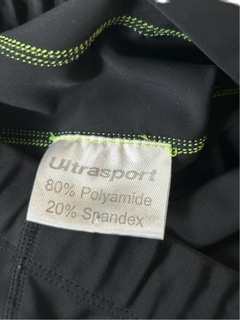 Ultrasport
80% Polyamide
20% Spandex